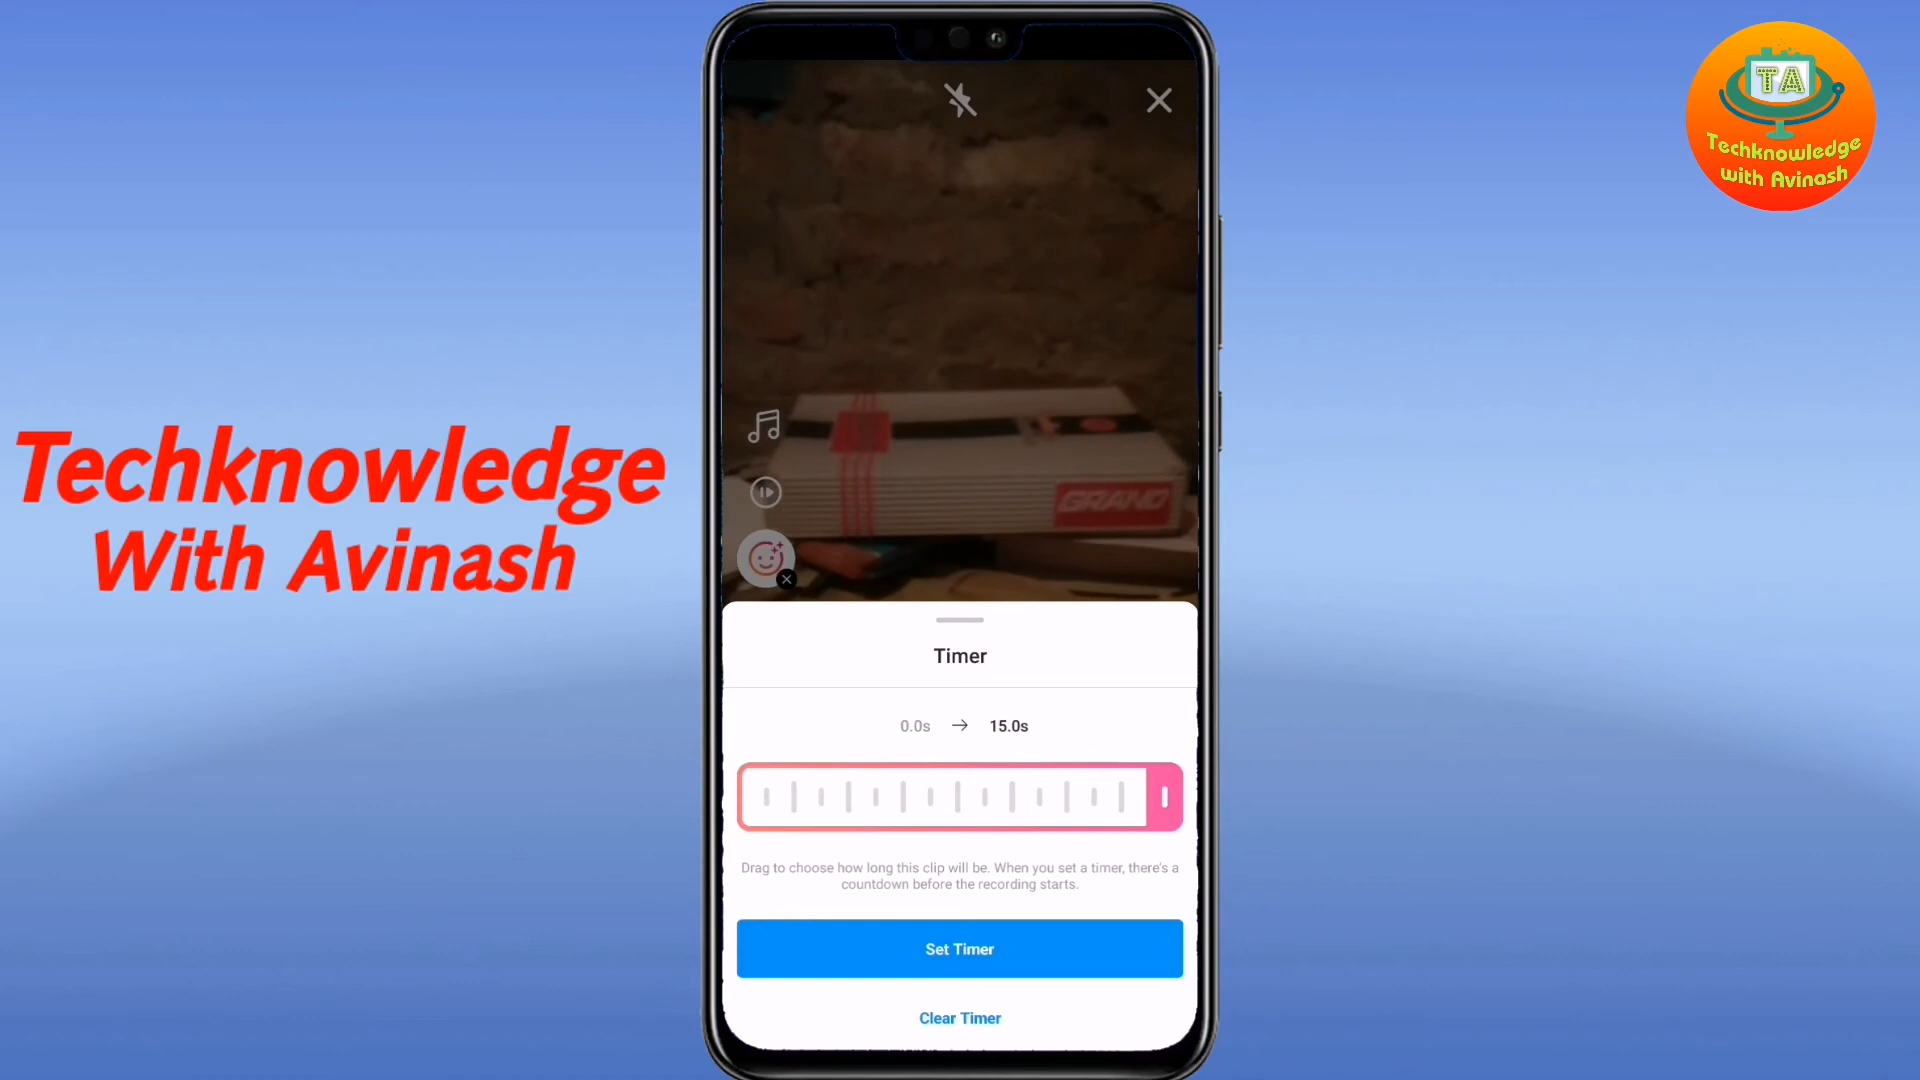 TA
Techknowledge
with Avinash
Techknowledge
With Avinash
GRAND
Timer
0.0s → 15.0s
Drag to choose how long this clip will be. When you set a timer, there's a
countdown before the recording starts.
Set Timer
Clear Timer